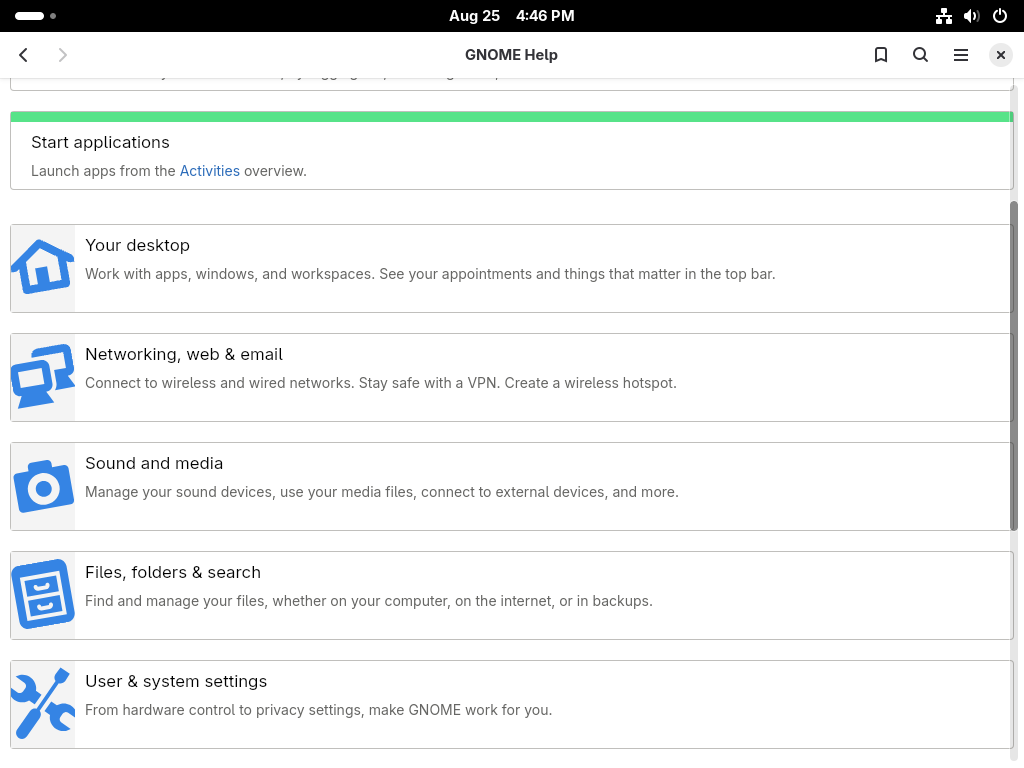 Aug 25 4:46 PM
GNOME Help
Start applications
Launch apps from the Activities overview.
Your desktop
Work with apps, windows, and workspaces. See your appointments and things that matter in the top bar.
Networking, web & email
Connect to wireless and wired networks. Stay safe with a VPN. Create a wireless hotspot.
Sound and media
Manage your sound devices, use your media files, connect to external devices, and more.
Files, folders & search
Find and manage your files, whether on your computer, on the internet, or in backups.
User & system settings
From hardware control to privacy settings, make GNOME work for you.